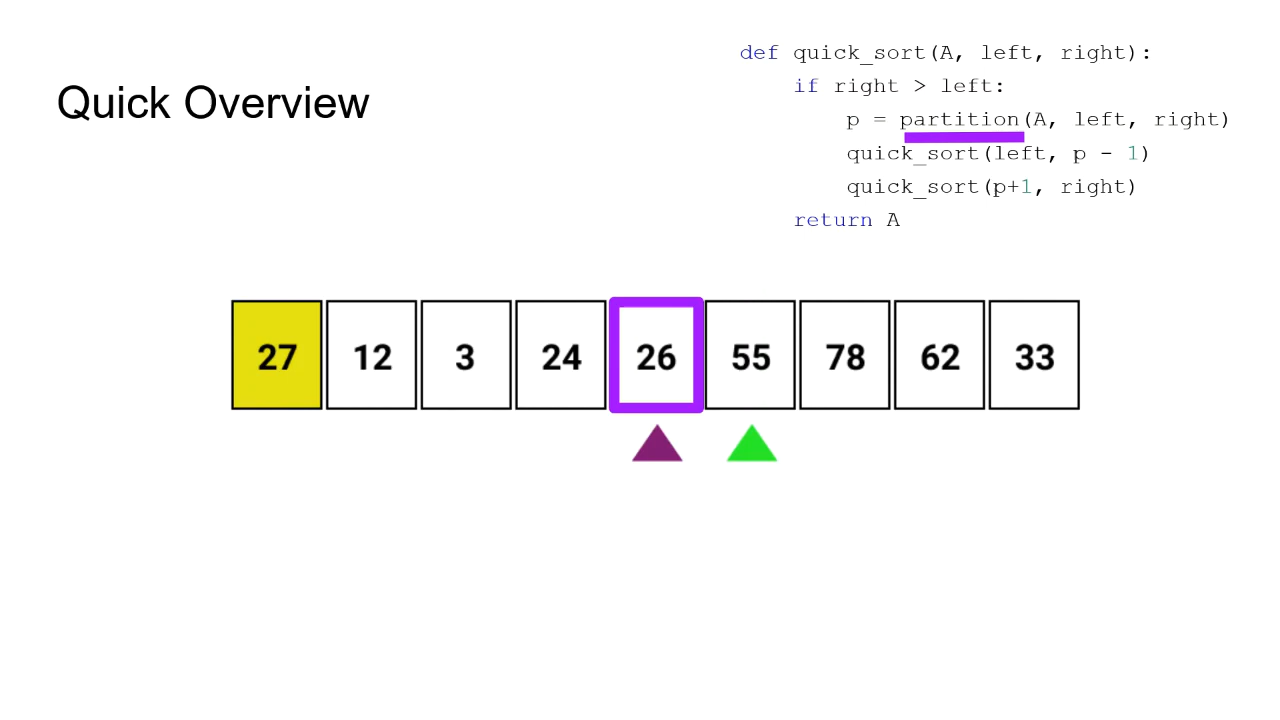 Quick Overview
def quick_sort(A, left, right):
    if right > left:
        p = partition(A, left, right)
        quick_sort(left, p - 1)
        quick_sort(p+1, right)
    return A
27 12 3 24 26 55 78 62 33